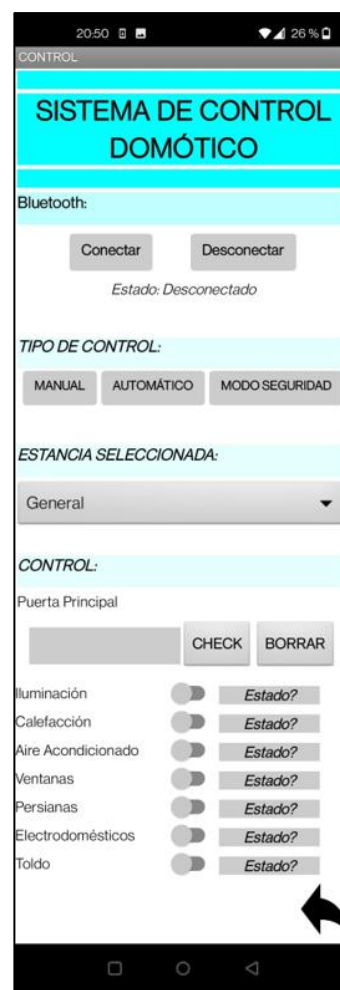 20:50 26 %
CONTROL
SISTEMA DE CONTROL
DOMÓTICO
Bluetooth:
Conectar Desconectar
Estado: Desconectado
TIPO DE CONTROL:
MANUAL AUTOMÁTICO MODO SEGURIDAD
ESTANCIA SELECCIONADA:
General
CONTROL:
Puerta Principal
CHECK BORRAR
Iluminación Estado?
Calefacción Estado?
Aire Acondicionado Estado?
Ventanas Estado?
Persianas Estado?
Electrodomésticos Estado?
Toldo Estado?